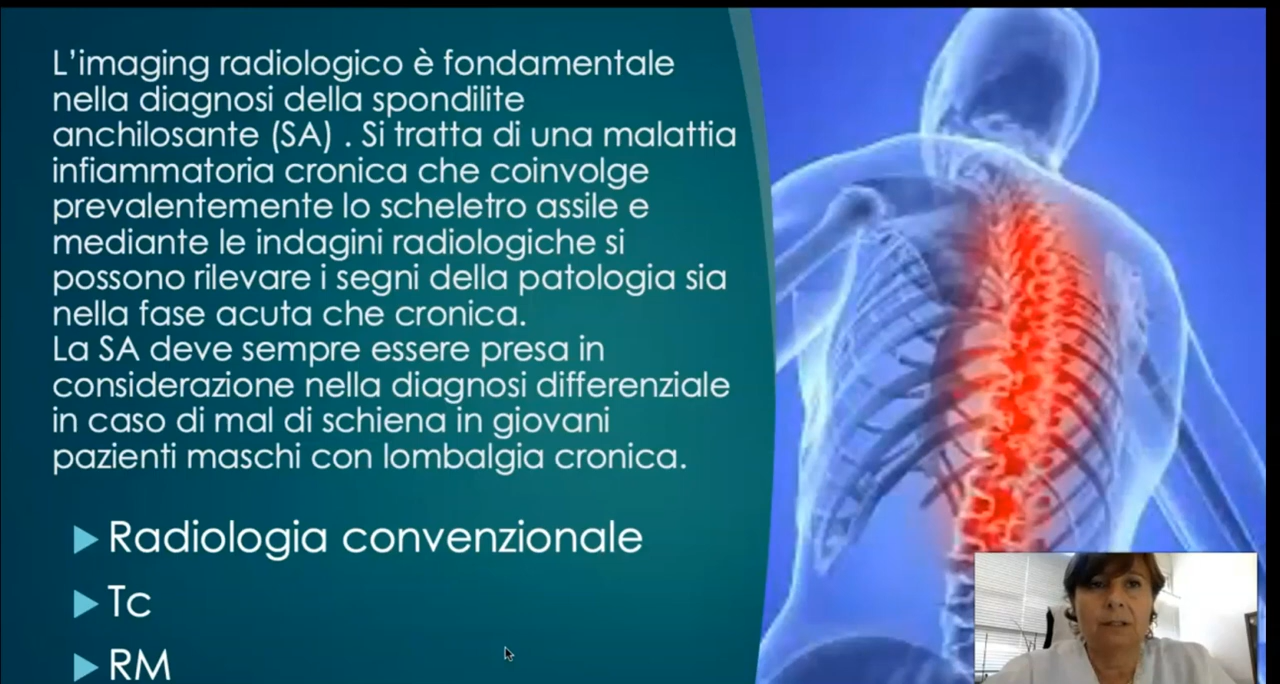 L’imaging radiologico è fondamentale
nella diagnosi della spondilite
anchilosante (SA) . Si tratta di una malattia
infiammatoria cronica che coinvolge
prevalentemente lo scheletro assile e
mediante le indagini radiologiche si
possono rilevare i segni della patologia sia
nella fase acuta che cronica.
La SA deve sempre essere presa in
considerazione nella diagnosi differenziale
in caso di mal di schiena in giovani
pazienti maschi con lombalgia cronica.
Radiologia convenzionale
Tc
RM